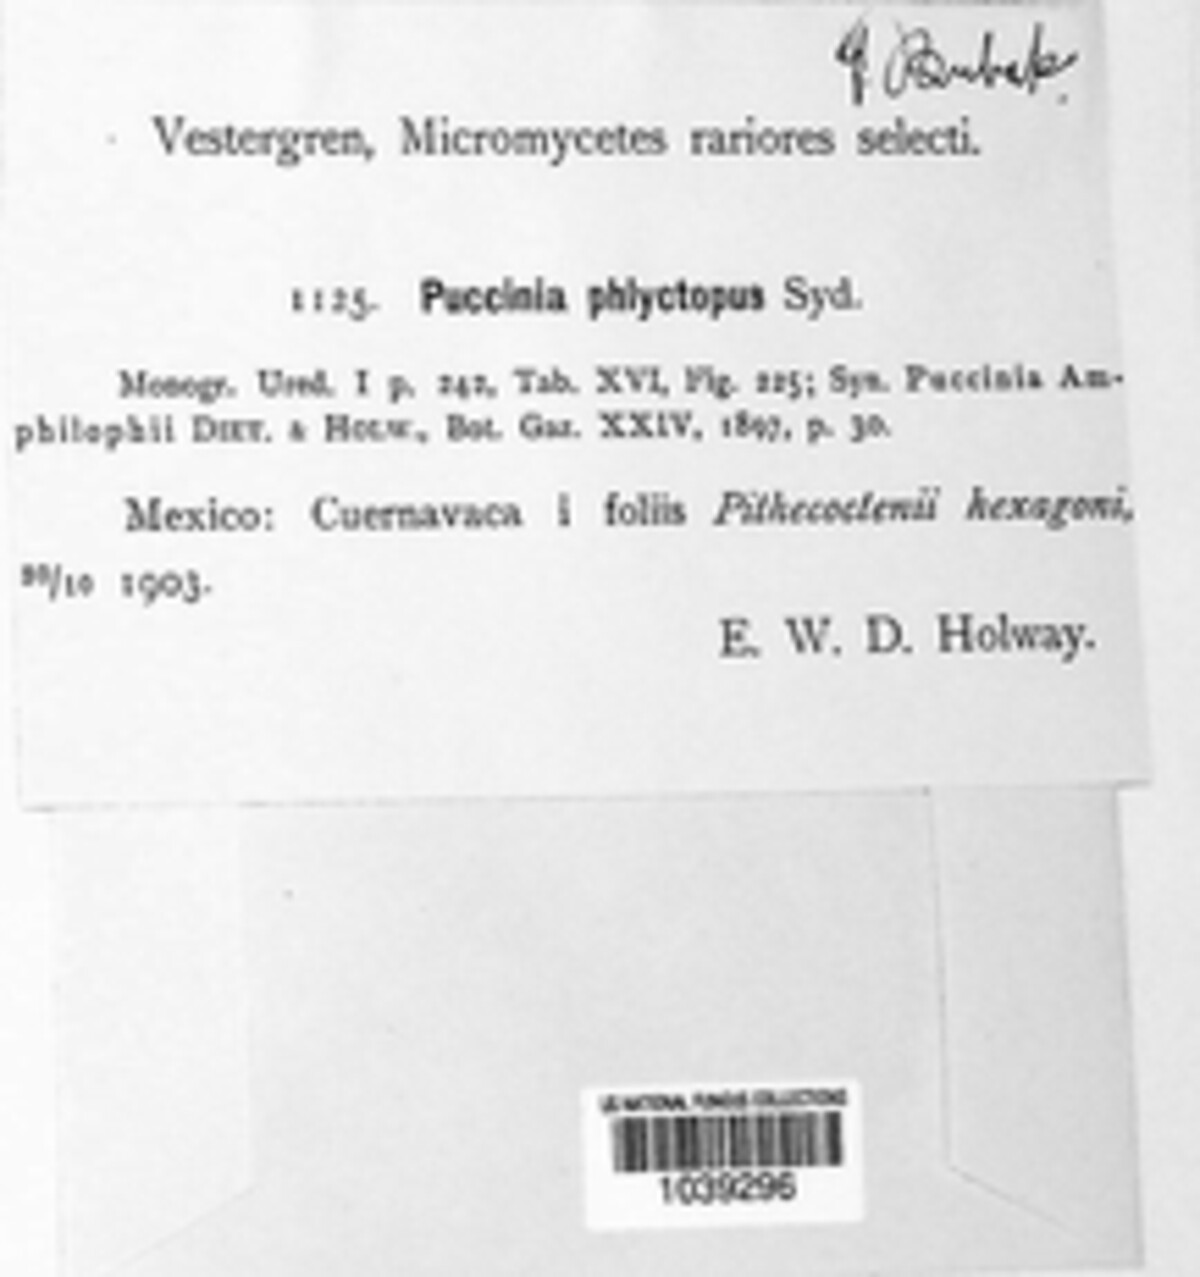 Vestergren, Micromycetes rariores selecti.
1125. Puccinia phlyctopus Syd.
Monogr. Ured. I p. 242, Tab. XVI, Fig. 225; Syn. Puccinia Am-
philophii DIET. & HOLW., Bot. Gaz. XXIV, 1897, p. 30.
Mexico: Cuernavaca i foliis Pithecoctenii hexagoni,
/10 1903.
E. W. D. Holway.
US NATIONAL FUNGUS COLLECTIONS
1039296